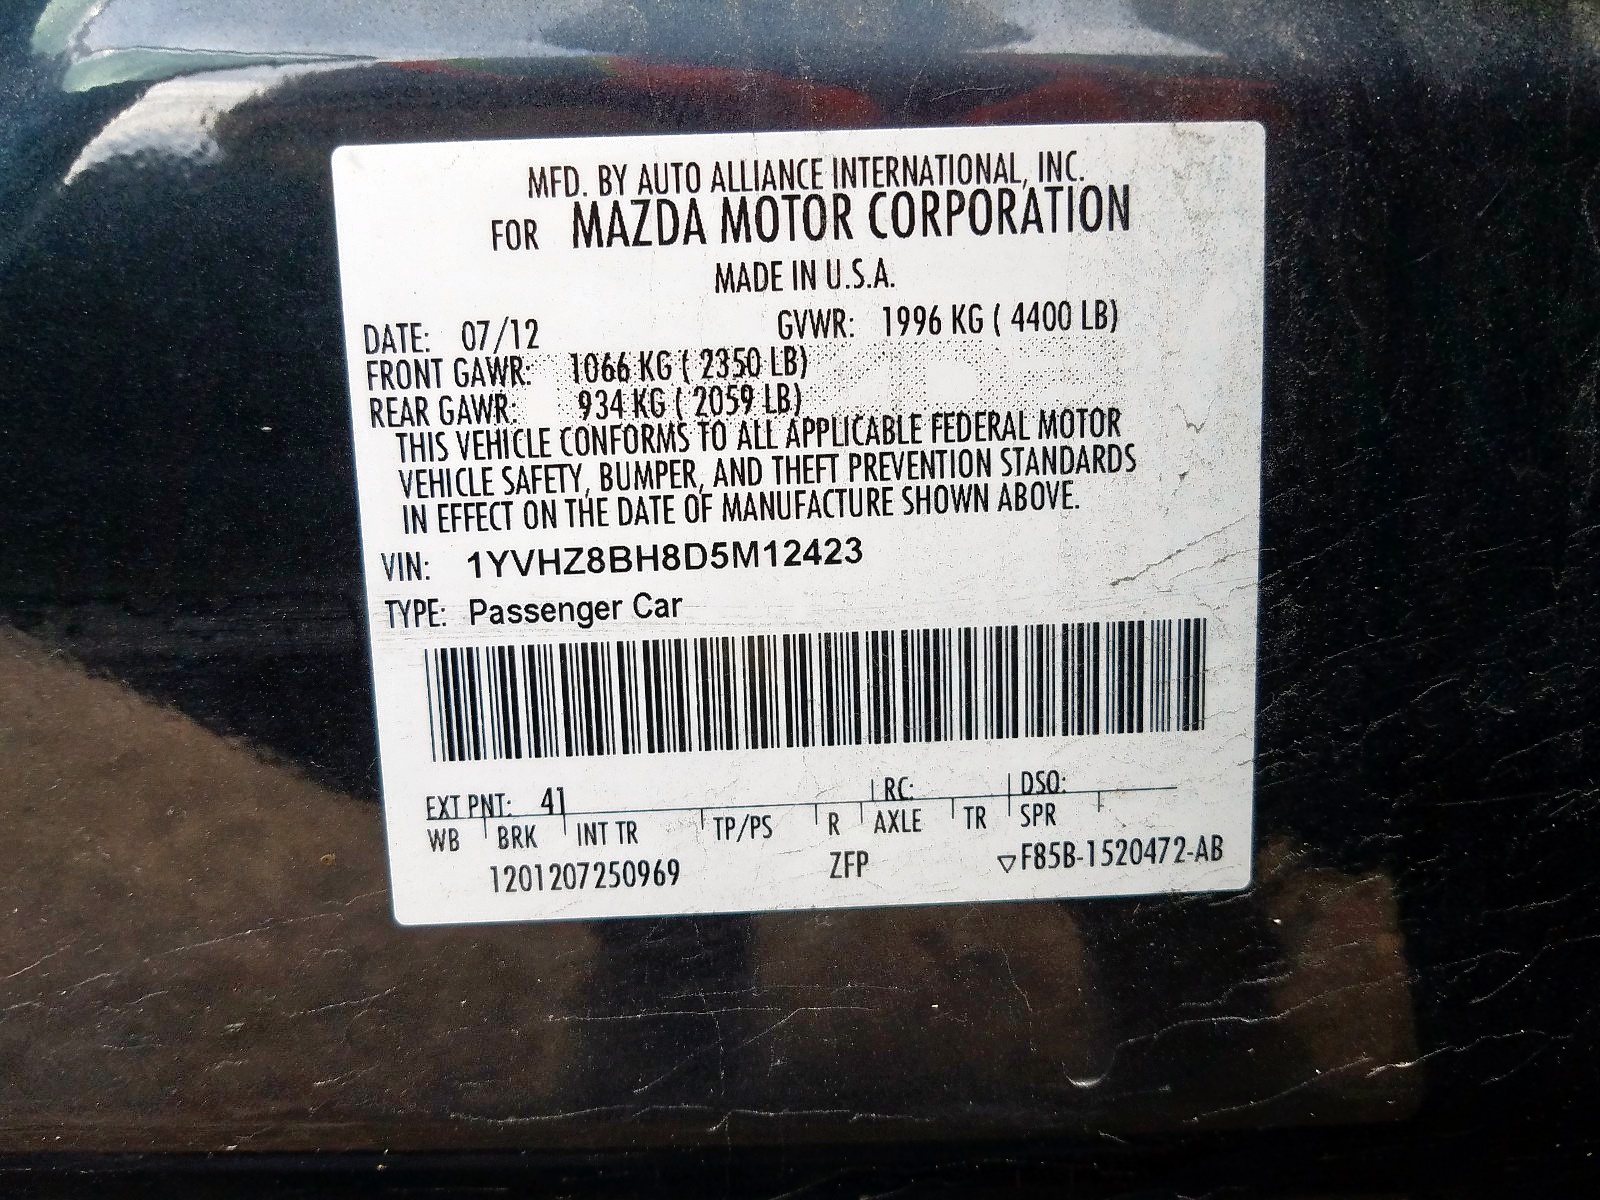 MFD. BY AUTO ALLIANCE INTERNATIONAL, INC.
FOR MAZDA MOTOR CORPORATION
MADE IN U.S.A.
DATE: 07/12 GVWR: 1996 KG ( 4400 LB)
FRONT GAWR: 1066 KG ( 2350 LB)
REAR GAWR: 934 KG ( 2059 LB)
THIS VEHICLE CONFORMS TO ALL APPLICABLE FEDERAL MOTOR
VEHICLE SAFETY, BUMPER, AND THEFT PREVENTION STANDARDS
IN EFFECT ON THE DATE OF MANUFACTURE SHOWN ABOVE.
VIN: 1YVHZ8BH8D5M12423
TYPE: Passenger Car
EXT PNT: 41 RC: DSO:
WB BRK INT TR TP/PS R AXLE TR SPR
1201207250969 ZFP ▽F85B-1520472-AB